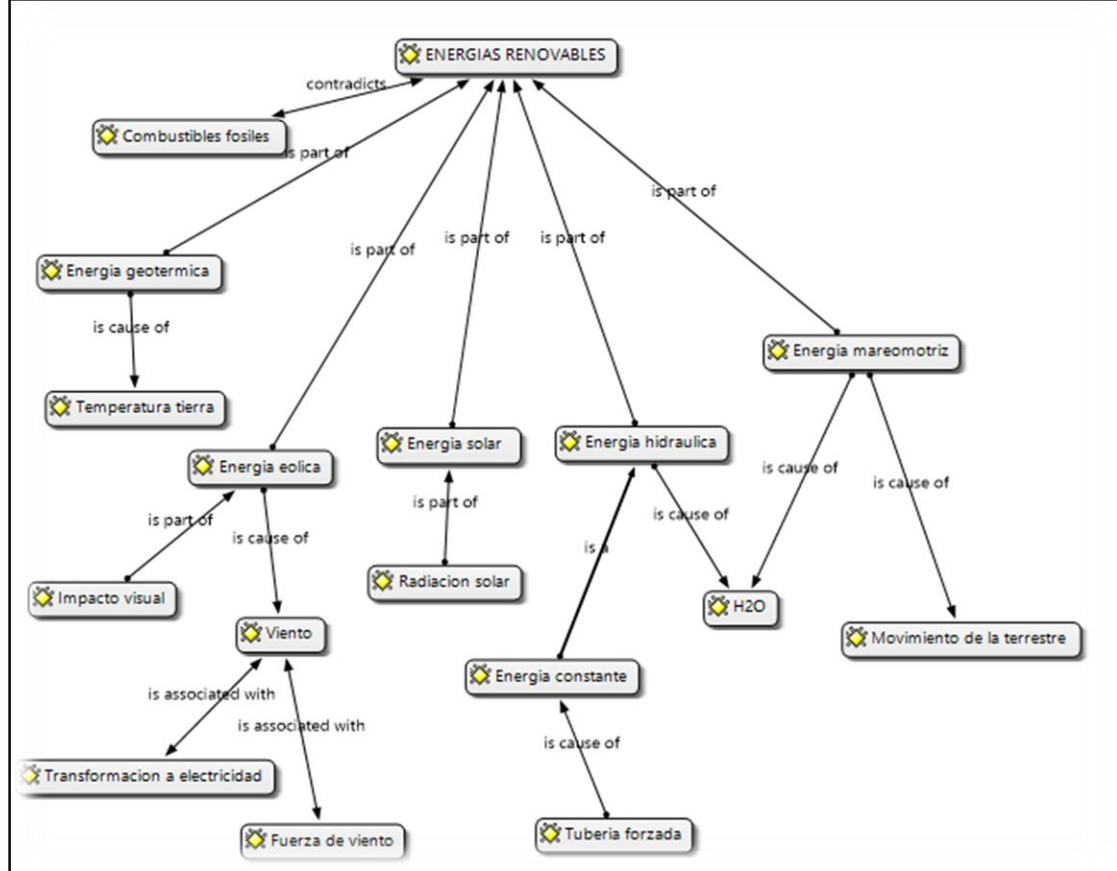 ENERGIAS RENOVABLES
contradicts
Combustibles fosiles
is part of
is part of
is part of
is part of
is part of
Energia geotermica
is cause of
Temperatura tierra
Energia mareomotriz
Energia eolica
Energia solar
Energia hidraulica
is part of
is cause of
is part of
is a
is cause of
is cause of
is cause of
Impacto visual
Radiacion solar
H2O
Viento
Movimiento de la terrestre
Energia constante
is associated with
is associated with
is cause of
Transformacion a electricidad
Fuerza de viento
Tuberia forzada